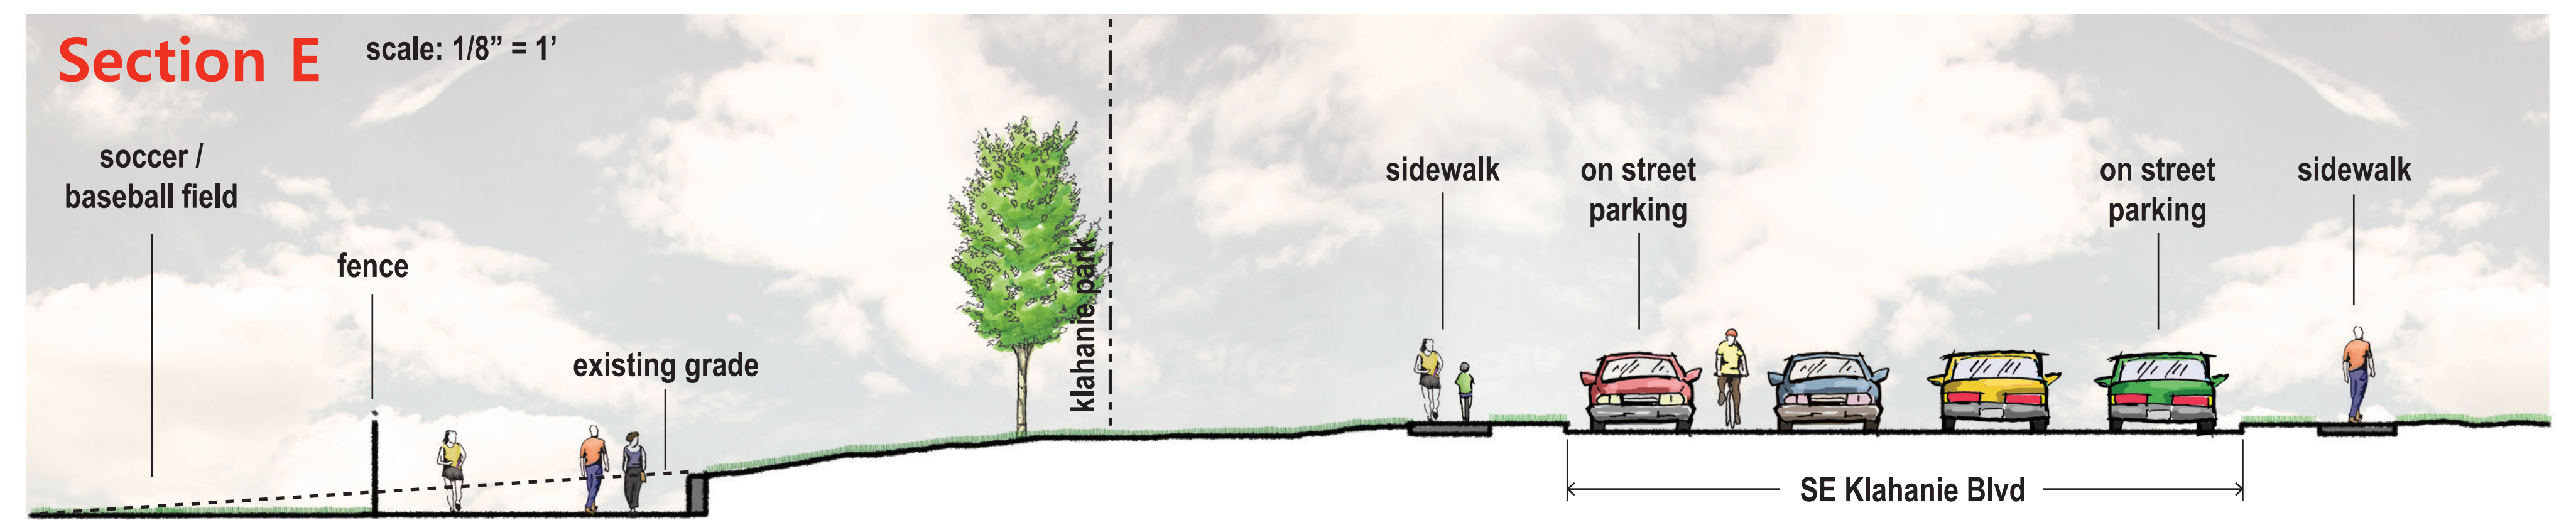 Section E
scale: 1/8” = 1’
soccer /
baseball field
fence
existing grade
klahanie park
sidewalk
on street
parking
on street
parking
sidewalk
SE Klahanie Blvd